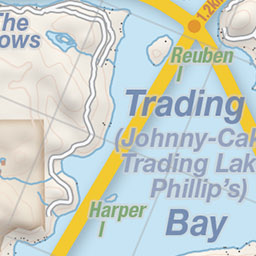 The
ows
1.2k
Reuben
I
Trading
(Johnny-Cak
Trading Lak
Phillip's)
Harper
I
Bay